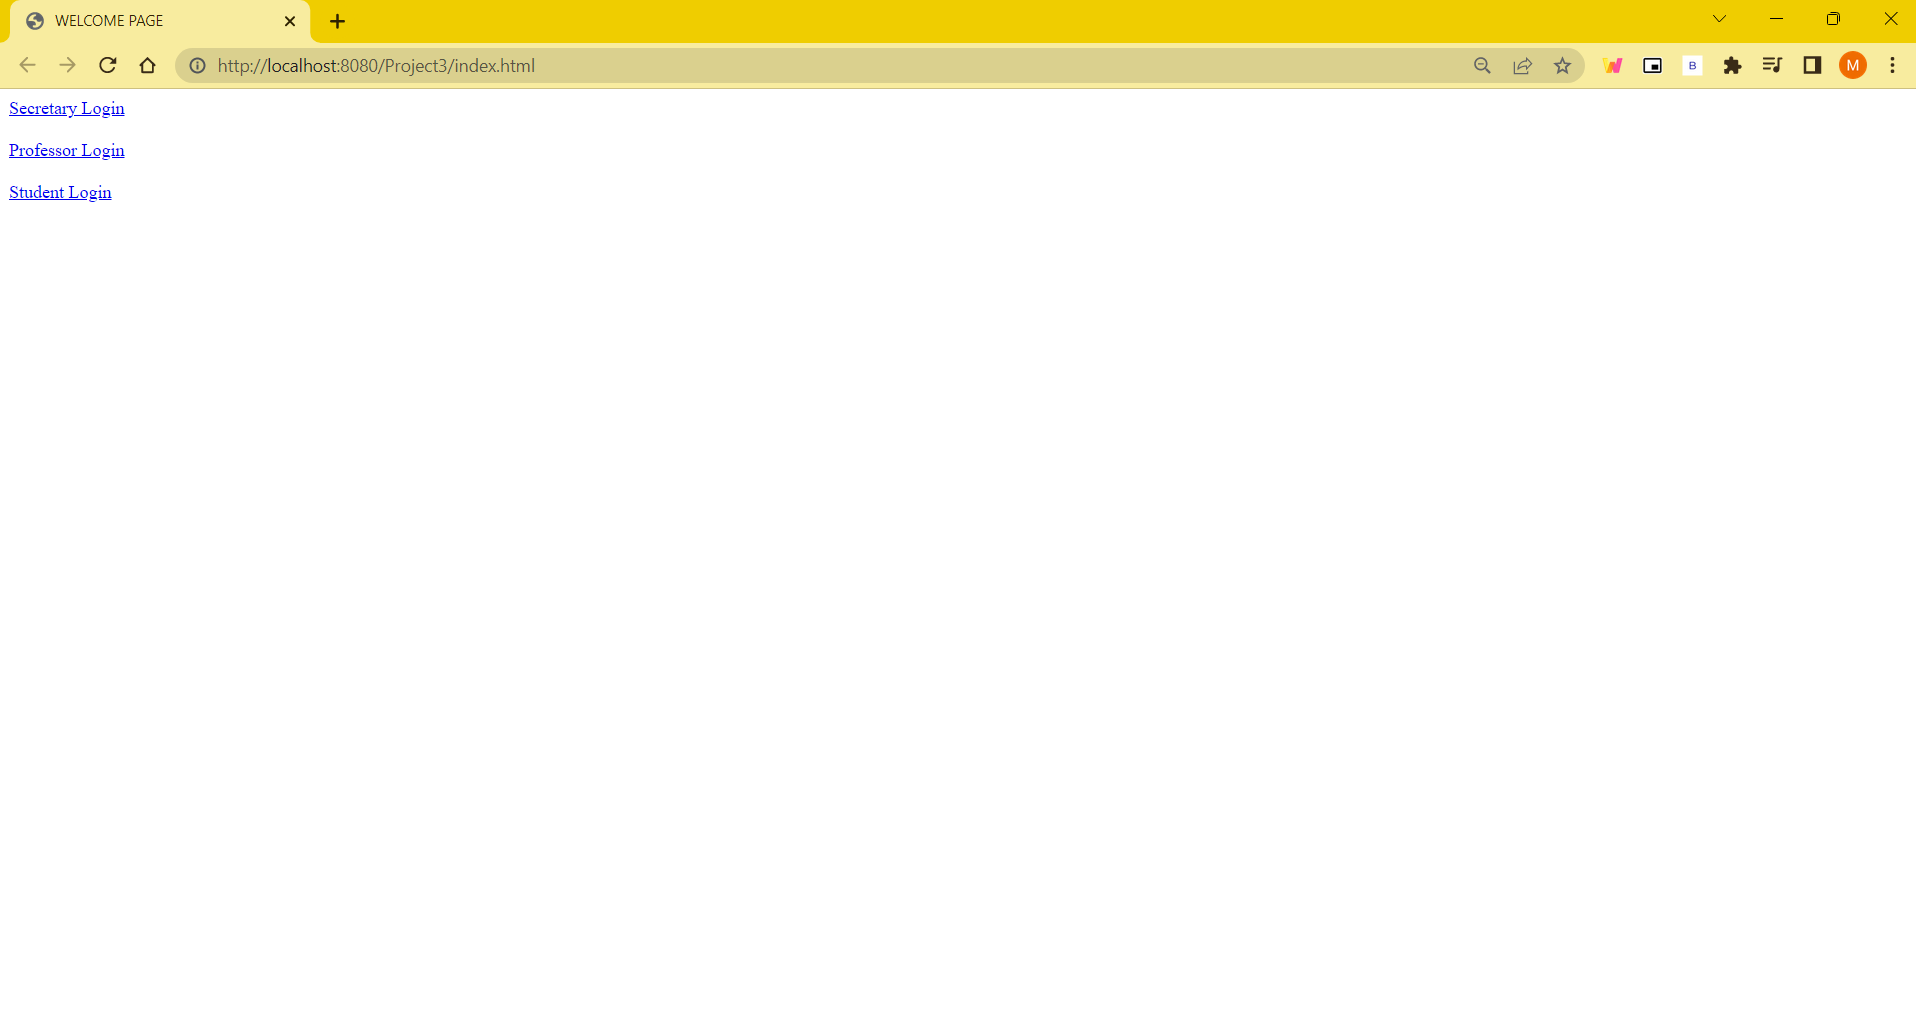 WELCOME PAGE
http://localhost:8080/Project3/index.html
B
M
Secretary Login
Professor Login
Student Login